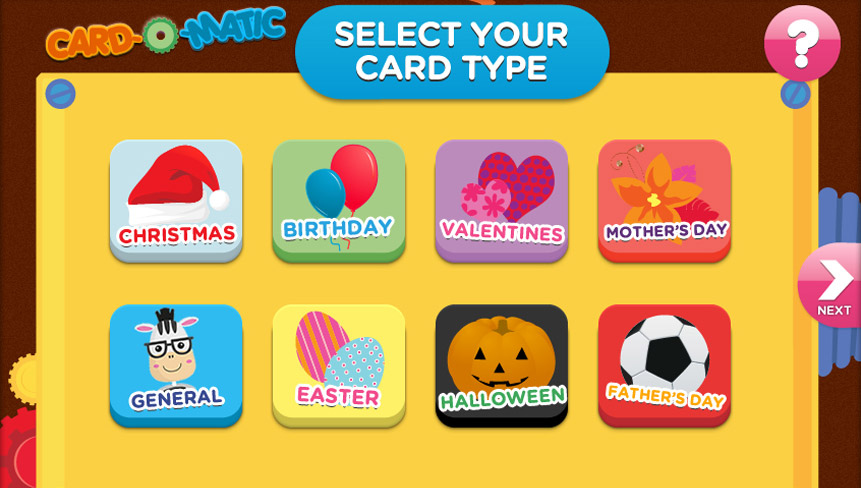 CARD-O-MATIC
SELECT YOUR
CARD TYPE
?
CHRISTMAS
BIRTHDAY
VALENTINES
MOTHER'S DAY
NEXT
GENERAL
EASTER
HALLOWEEN
FATHER'S DAY